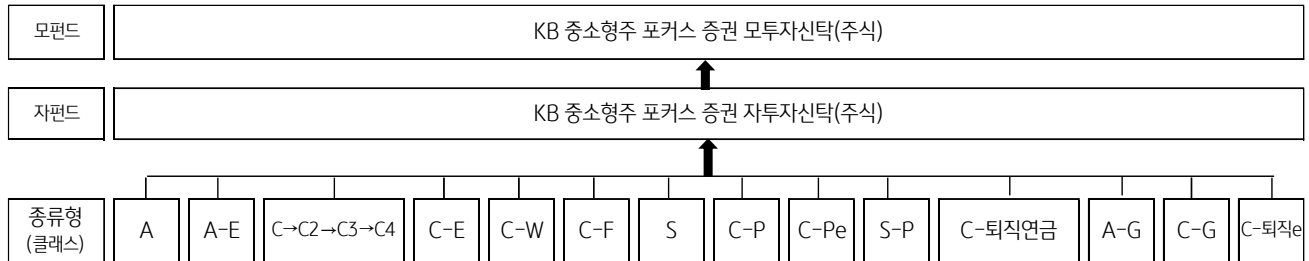 모펀드
KB 중소형주 포커스 증권 모투자신탁(주식)
자펀드
KB 중소형주 포커스 증권 자투자신탁(주식)
종류형
(클래스)
A
A-E
C→C2→C3→C4
C-E
C-W
C-F
S
C-P
C-Pe
S-P
C-퇴직연금
A-G
C-G
C-퇴직e